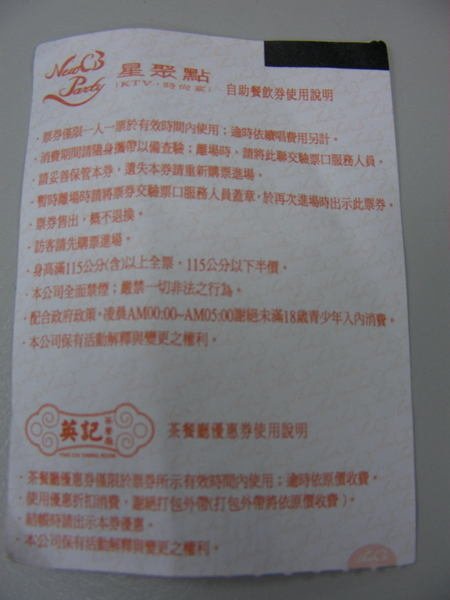 NewCB Party
星聚點
(KTV·時尚宴)
自助餐飲券使用說明
·票券僅限一人一票於有效時間內使用;逾時依續唱費用另計。
·消費期間請隨身攜帶以備查驗;離場時,請將此聯交驗票口服務人員。
·請妥善保管本券,遺失本券請重新購票進場。
·暫時離場時請將票券交驗票口服務人員蓋章,於再次進場時出示此票券。
·票券售出,概不退換。
·訪客請先購票進場。
·身高滿115公分(含)以上全票,115公分以下半價。
·本公司全面禁煙;嚴禁一切非法之行為。
·配合政府政策,凌晨AM00:00~AM05:00謝絕未滿18歲青少年入內消費。
·本公司保有活動解釋與變更之權利。
英記
茶餐廳
茶餐廳優惠券使用說明
·茶餐廳優惠券僅限於票券所示有效時間內使用;逾時依原價收費。
·使用優惠折扣消費,謝絕打包外帶(打包外帶將依原價收費)。
·結帳時請出示本券優惠。
·本公司保有活動解釋與變更之權利。